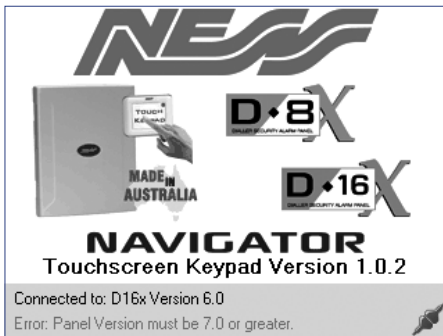 NESS
TOUCH
KEYPAD
D•8X
DIALLER SECURITY ALARM PANEL
MADE IN
AUSTRALIA
D•16X
DIALLER SECURITY ALARM PANEL
NAVIGATOR
Touchscreen Keypad Version 1.0.2
Connected to: D16x Version 6.0
Error: Panel Version must be 7.0 or greater.